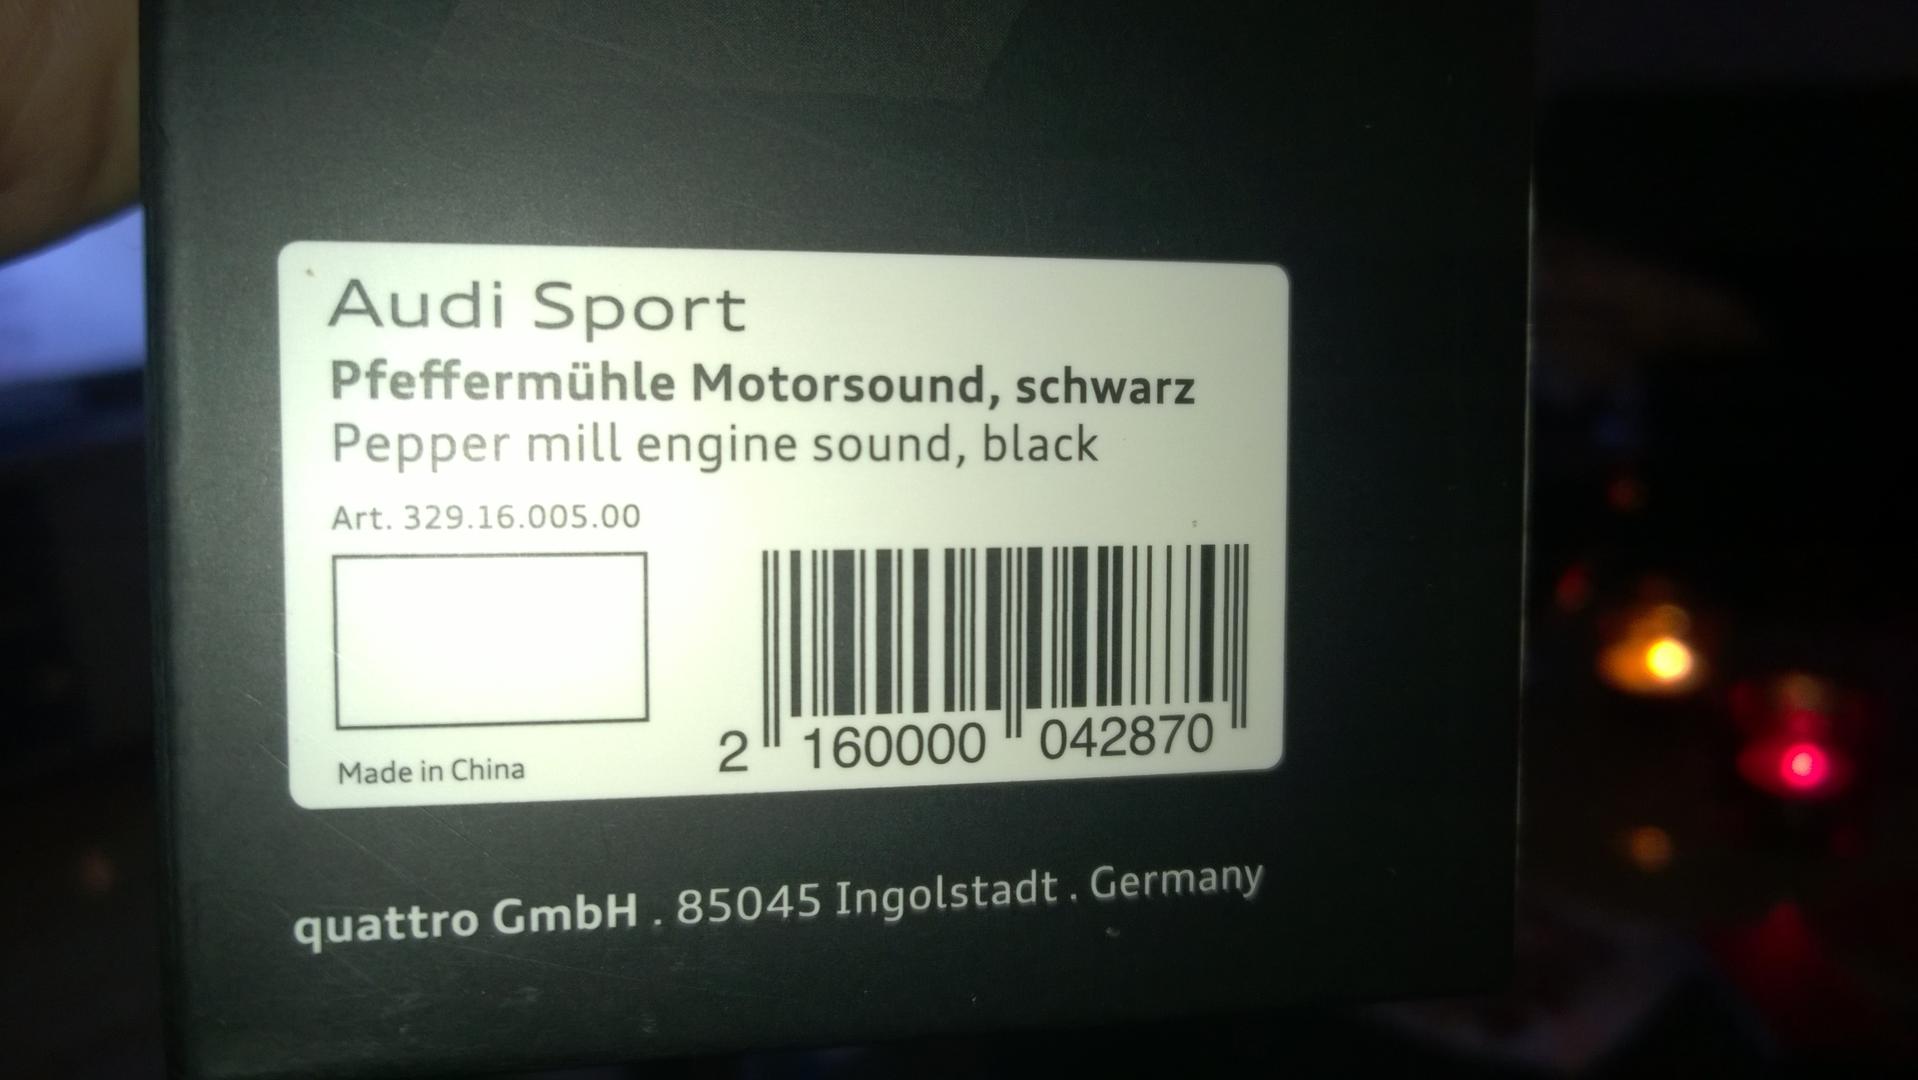 Audi Sport
Pfeffermühle Motorsound, schwarz
Pepper mill engine sound, black
Art. 329.16.005.00
Made in China
2 160000 042870
quattro GmbH . 85045 Ingolstadt . Germany